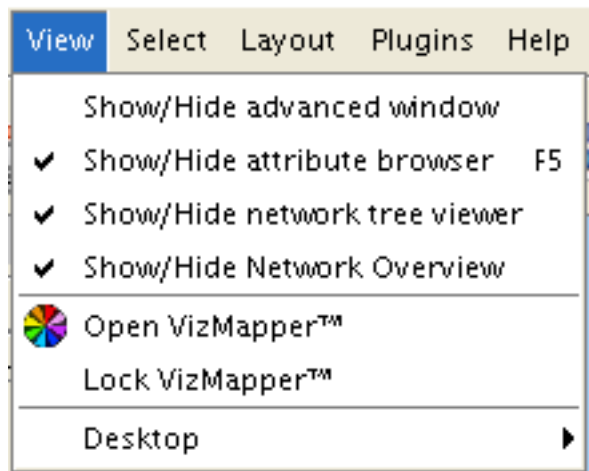 View Select Layout Plugins Help
Show/Hide advanced window
Show/Hide attribute browser F5
Show/Hide network tree viewer
Show/Hide Network Overview
Open VizMapper™
Lock VizMapper™
Desktop